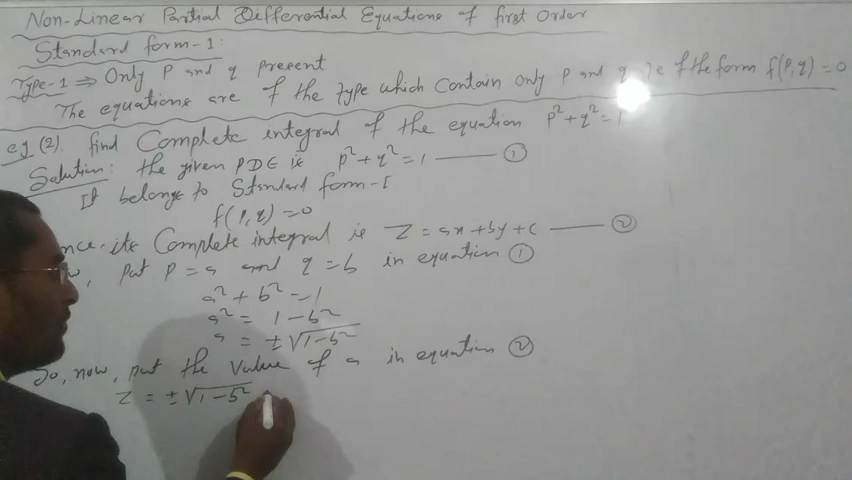 Non-Linear Partial Differential Equations of first Order
Standard form-1:
Type-1 ⇒ Only P and q present
The equations are of the type which Contain only P and q i.e of the form f(P,q) = 0
eg (2). find Complete integral of the equation p² + q² = 1
Solution: the given PDE is p² + q² = 1 —— ①
It belongs to Standard form-I
f(P,q) = 0
its Complete integral is Z = ax + by + c —— ②
put P = a and q = b in equation ①
a² + b² = 1
a² = 1 - b²
a = ± √1-b²
So, now, put the Value of a in equation ②
Z = ± √1-b²